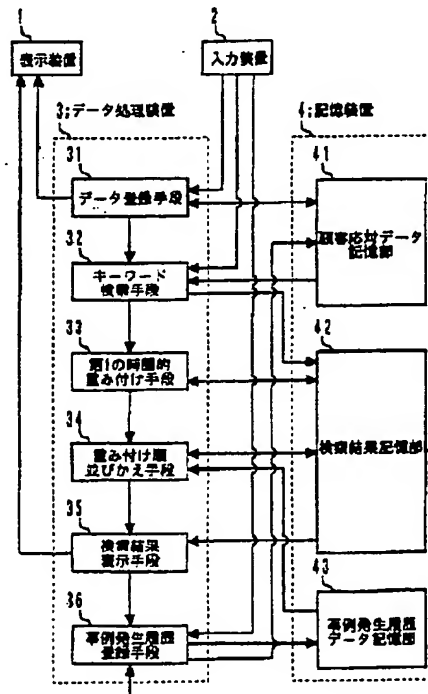 1
表示装置
2
入力装置
3;データ処理装置
31
データ登録手段
32
キーワード
検索手段
33
第1の時間的
重み付け手段
34
重み付け順
並びかえ手段
35
検索結果
表示手段
36
事例発生履歴
登録手段
4;記憶装置
41
顧客応対データ
記憶部
42
検索結果記憶部
43
事例発生履歴
データ記憶部